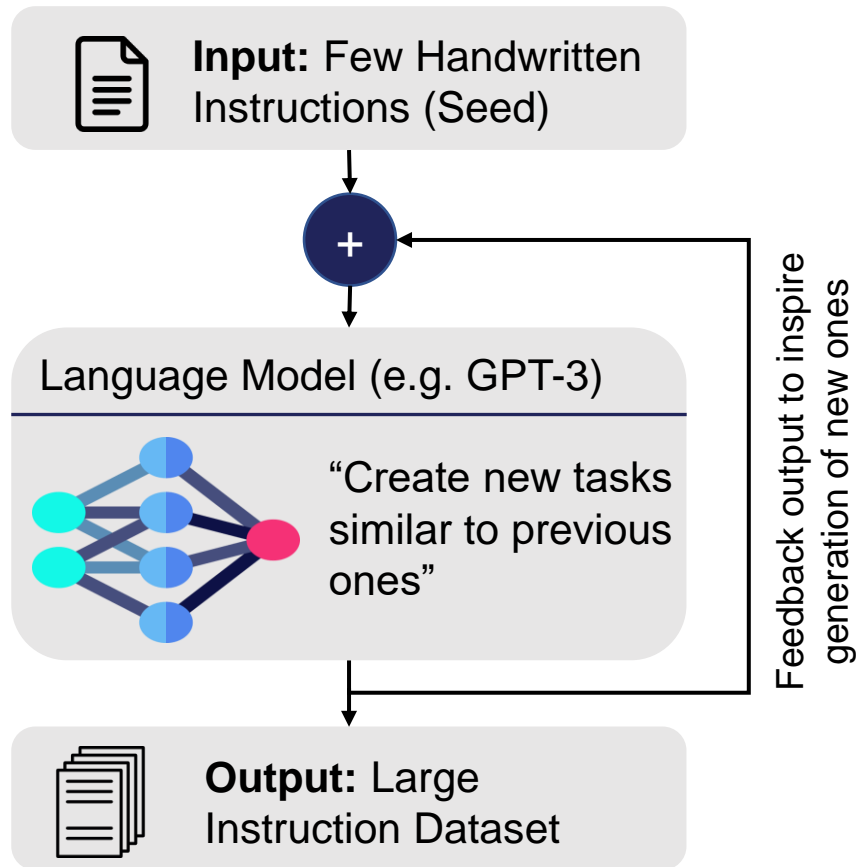 Input: Few Handwritten
Instructions (Seed)
+
Language Model (e.g. GPT-3)
“Create new tasks
similar to previous
ones”
Feedback output to inspire
generation of new ones
Output: Large
Instruction Dataset